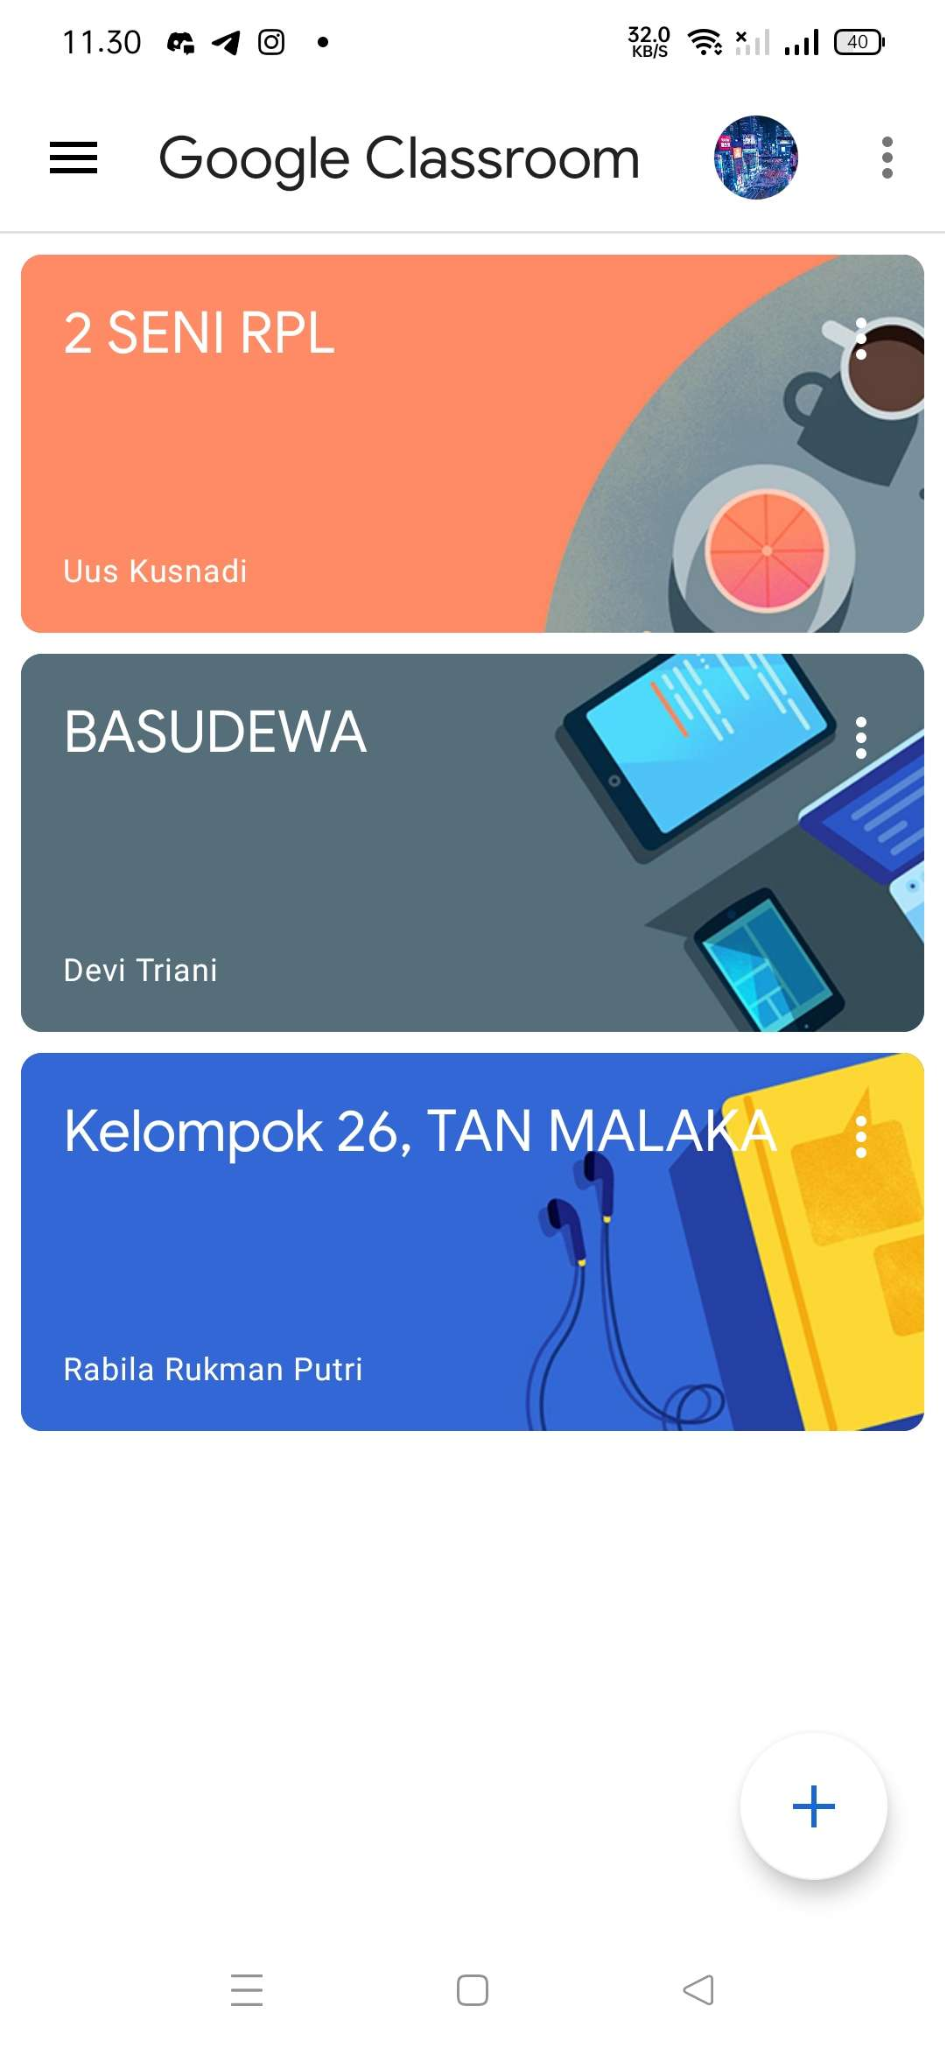 11.30
32.0
KB/S
40
Google Classroom
2 SENI RPL
Uus Kusnadi
BASUDEWA
Devi Triani
Kelompok 26, TAN MALAKA
Rabila Rukman Putri